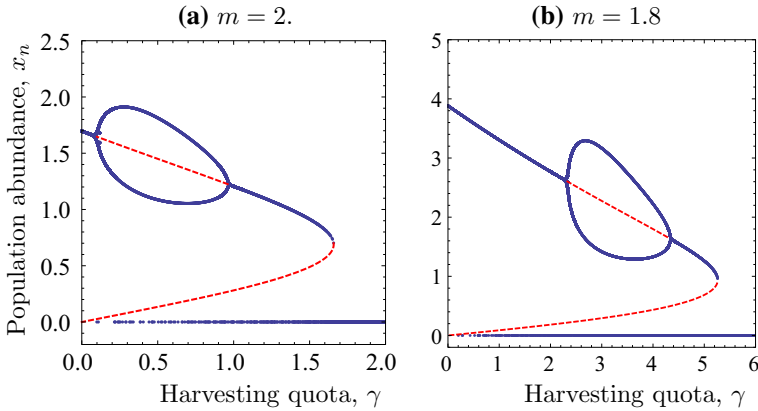 (a) m = 2.
(b) m = 1.8
Population abundance, xₙ
2.5
2.0
1.5
1.0
0.5
0.0
0.0 0.5 1.0 1.5 2.0
Harvesting quota, γ
5
4
3
2
1
0
0 1 2 3 4 5 6
Harvesting quota, γ